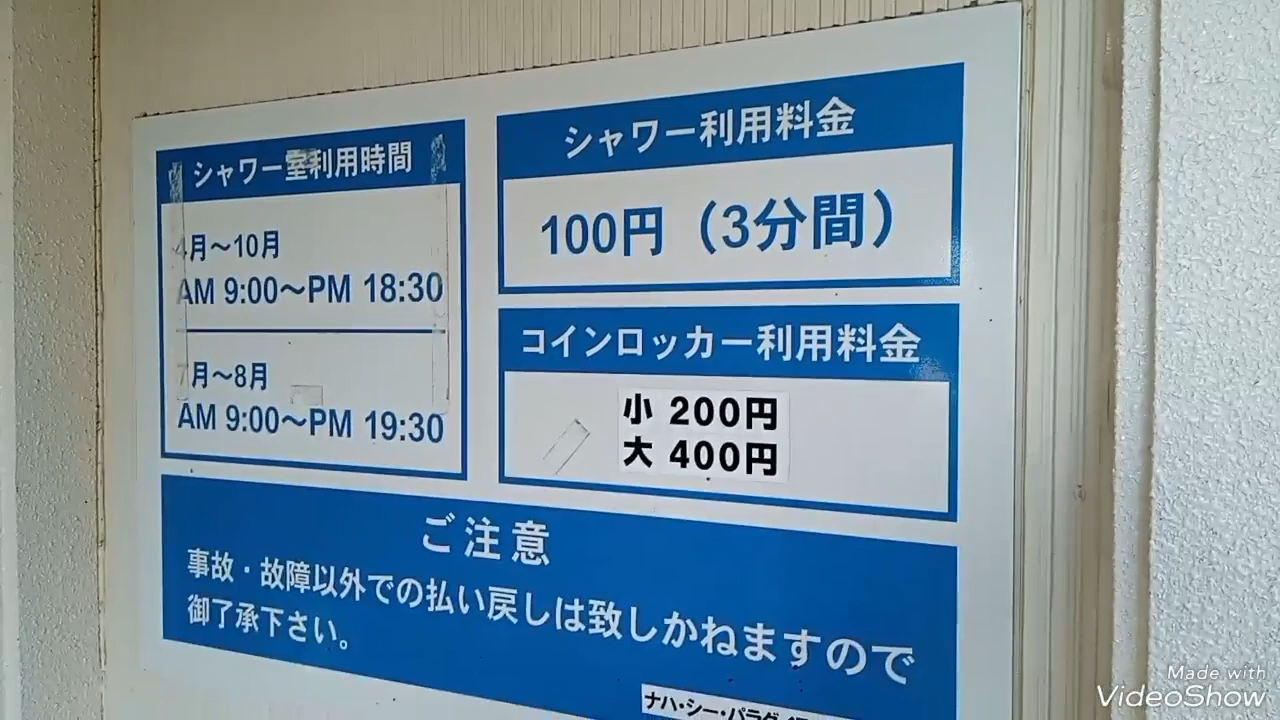 シャワー室利用時間
4月～10月
AM 9:00～PM 18:30
7月～8月
AM 9:00～PM 19:30
シャワー利用料金
100円（3分間）
コインロッカー利用料金
小 200円
大 400円
ご注意
事故・故障以外での払い戻しは致しかねますので
御了承下さい。
ナハ・シー・パラダイ
Made with
VideoShow